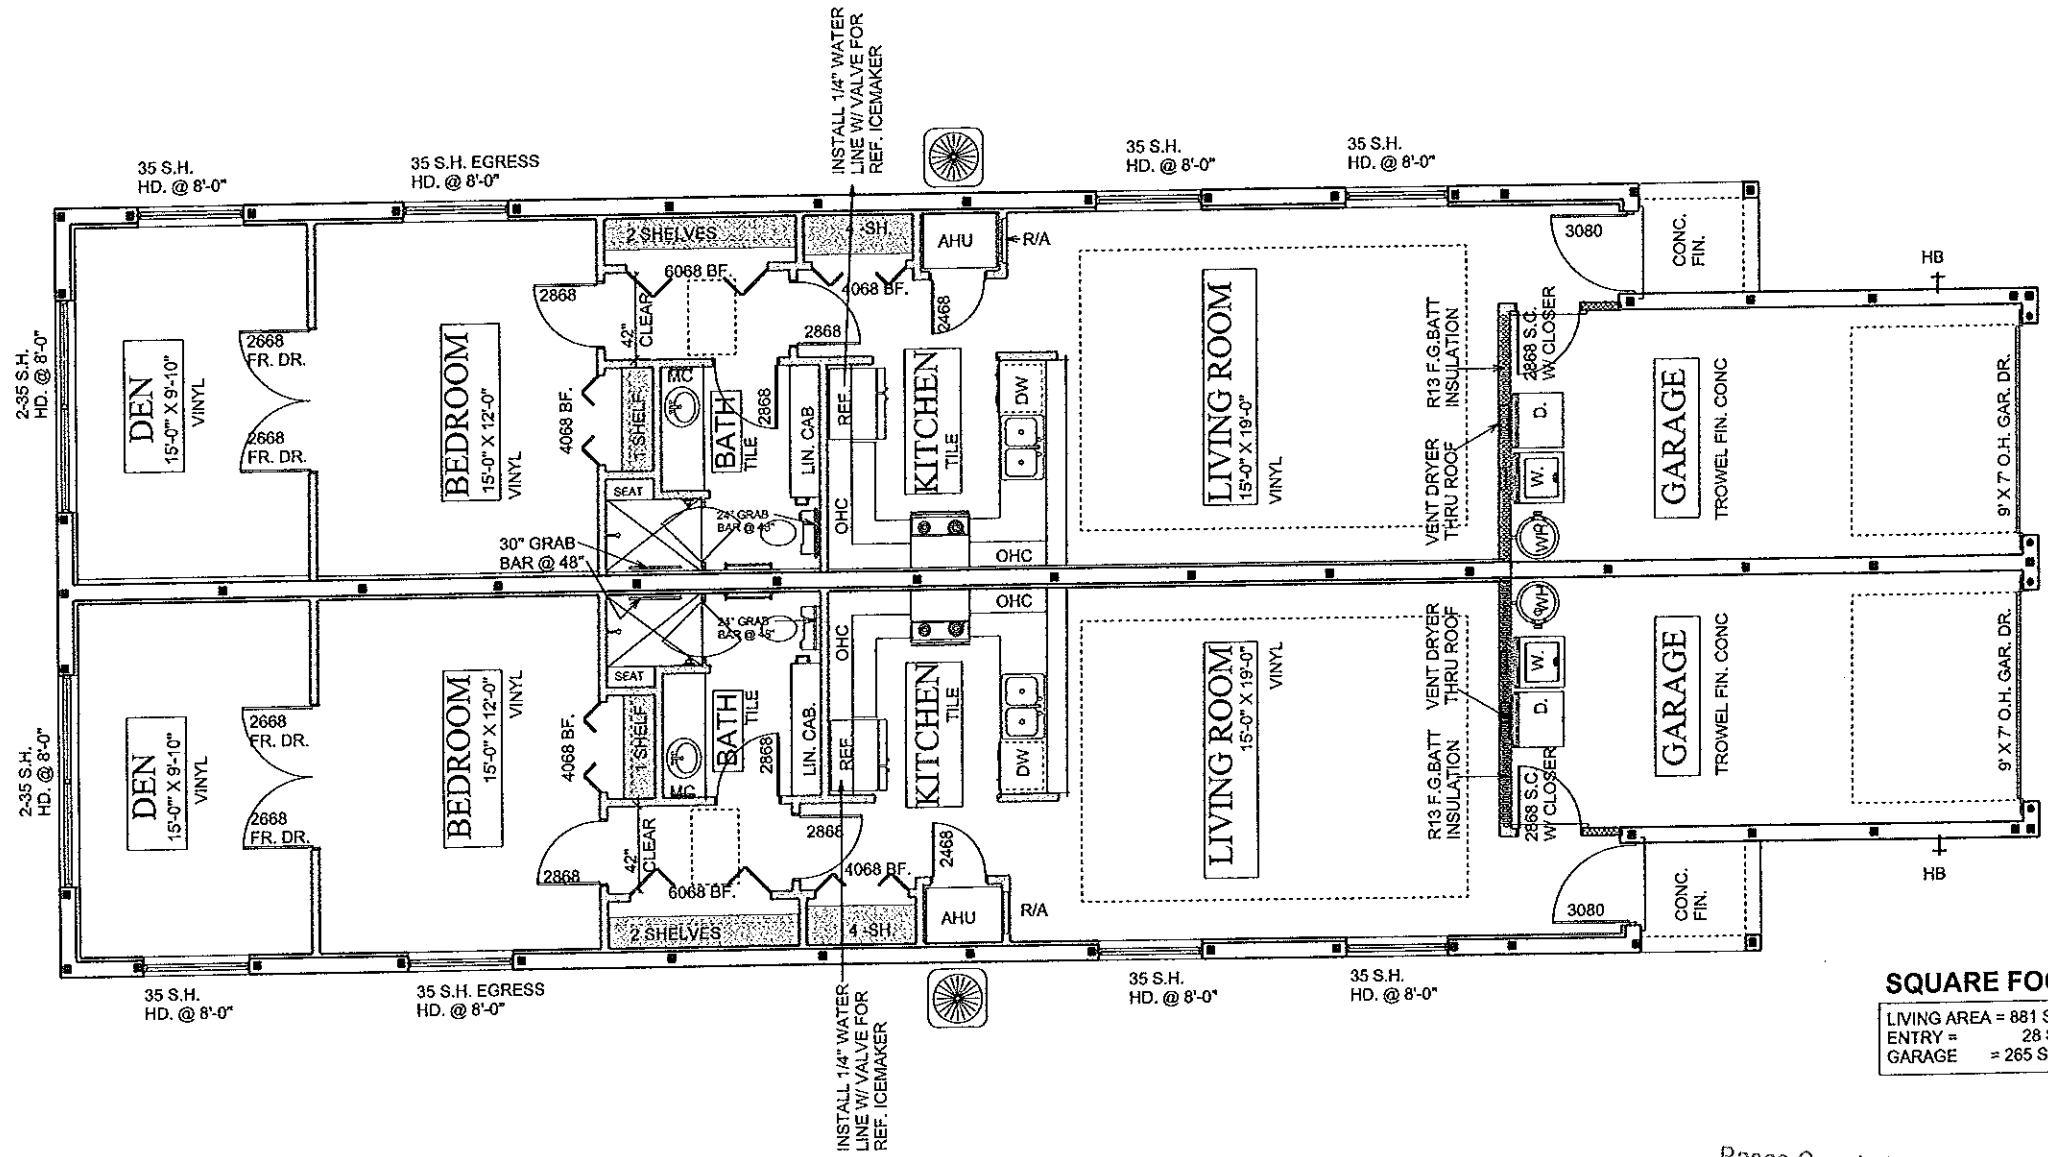 INSTALL 1/4" WATER
LINE W/ VALVE FOR
REF. ICEMAKER
35 S.H.
HD. @ 8'-0"
35 S.H. EGRESS
HD. @ 8'-0"
35 S.H.
HD. @ 8'-0"
35 S.H.
HD. @ 8'-0"
2-35 S.H.
HD. @ 8'-0"
DEN
15'-0" X 9'-10"
VINYL
2668
FR. DR.
2668
FR. DR.
BEDROOM
15'-0" X 12'-0"
VINYL
2868
2 SHELVES
6068 BF.
42"
CLEAR
4068 BF.
1 SHELF
SEAT
MC
BATH
TILE
2868
2868
LIN. CAB.
24" GRAB
BAR @ 48"
30" GRAB
BAR @ 48"
4 -SH.
4068 BF.
AHU
R/A
2468
REF.
OHC
KITCHEN
TILE
DW
OHC
LIVING ROOM
15'-0" X 19'-0"
VINYL
R13 F.G.BATT
INSULATION
VENT DRYER
THRU ROOF
3080
CONC.
FIN.
2868 S.C.
W/ CLOSER
D.
W.
WH
GARAGE
TROWEL FIN. CONC
9' X 7' O.H. GAR. DR.
HB
2-35 S.H.
HD. @ 8'-0"
DEN
15'-0" X 9'-10"
VINYL
2668
FR. DR.
2668
FR. DR.
BEDROOM
15'-0" X 12'-0"
VINYL
2868
4068 BF.
1 SHELF
SEAT
MC
42"
CLEAR
6068 BF.
2 SHELVES
24" GRAB
BAR @ 48"
BATH
TILE
2868
2868
LIN. CAB.
OHC
REF.
4068 BF.
4 -SH.
AHU
R/A
2468
KITCHEN
TILE
OHC
DW
LIVING ROOM
15'-0" X 19'-0"
VINYL
R13 F.G.BATT
INSULATION
VENT DRYER
THRU ROOF
WH
W.
D.
2868 S.C.
W/ CLOSER
3080
CONC.
FIN.
GARAGE
TROWEL FIN. CONC
9' X 7' O.H. GAR. DR.
HB
35 S.H.
HD. @ 8'-0"
35 S.H. EGRESS
HD. @ 8'-0"
35 S.H.
HD. @ 8'-0"
35 S.H.
HD. @ 8'-0"
INSTALL 1/4" WATER
LINE W/ VALVE FOR
REF. ICEMAKER
SQUARE FOO
LIVING AREA = 881 S
ENTRY = 28 S
GARAGE = 265 S